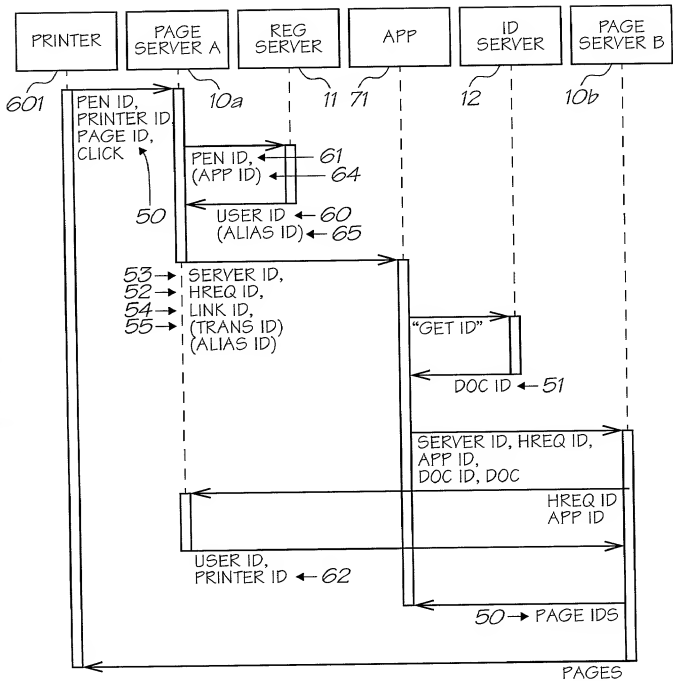 PRINTER
PAGE
SERVER A
REG
SERVER
APP
ID
SERVER
PAGE
SERVER B
601
10a
11
71
12
10b
PEN ID,
PRINTER ID,
PAGE ID,
CLICK
50
PEN ID,
61
(APP ID)
64
USER ID
60
(ALIAS ID)
65
53
SERVER ID,
52
HREQ ID,
54
LINK ID,
55
(TRANS ID)
(ALIAS ID)
"GET ID"
DOC ID
51
SERVER ID, HREQ ID,
APP ID,
DOC ID, DOC
HREQ ID
APP ID
USER ID,
PRINTER ID
62
50
PAGE IDS
PAGES